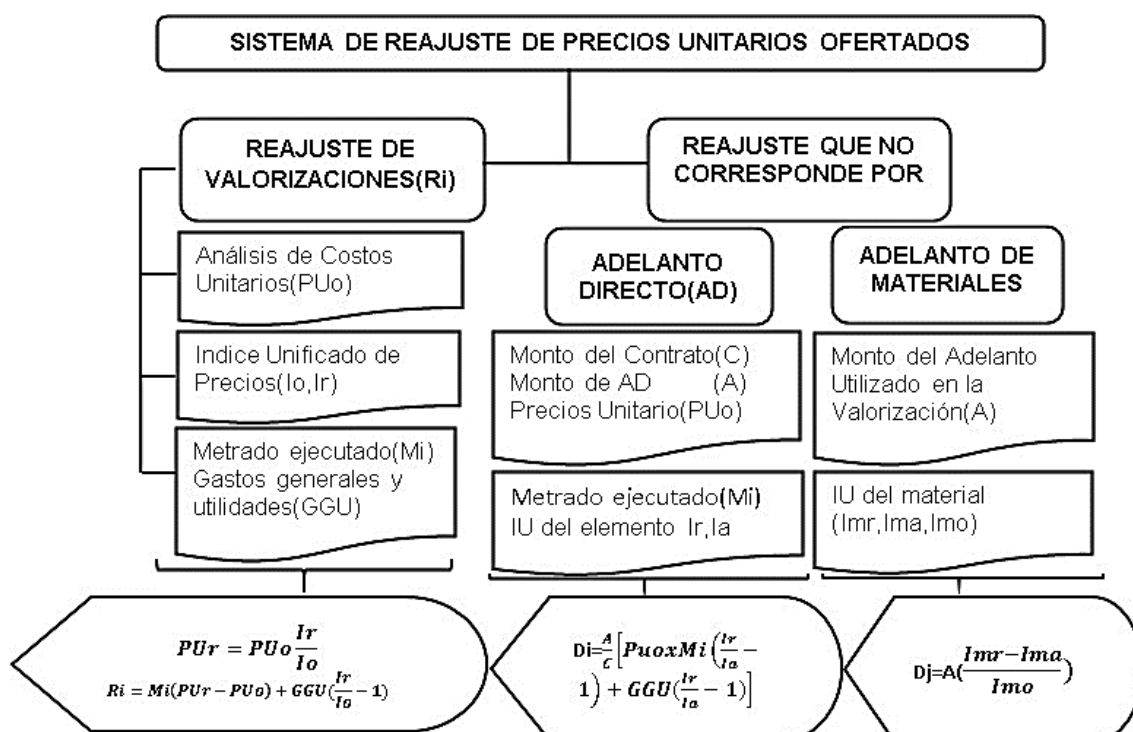 SISTEMA DE REAJUSTE DE PRECIOS UNITARIOS OFERTADOS
REAJUSTE DE
VALORIZACIONES(Ri)
REAJUSTE QUE NO
CORRESPONDE POR
Análisis de Costos
Unitarios(PUo)
Indice Unificado de
Precios(Io,Ir)
Metrado ejecutado(Mi)
Gastos generales y
utilidades(GGU)
ADELANTO
DIRECTO(AD)
Monto del Contrato(C)
Monto de AD (A)
Precios Unitario(PUo)
Metrado ejecutado(Mi)
IU del elemento Ir,Ia
ADELANTO DE
MATERIALES
Monto del Adelanto
Utilizado en la
Valorización(A)
IU del material
(Imr,Ima,Imo)
PUr = PUo Ir/Io
Ri = Mi(PUr − PUo) + GGU(Ir/Io − 1)
Di=A/C[PuoxMi(Ir/Ia −
1) + GGU(Ir/Ia − 1)]
Dj=A((Imr−Ima)/Imo)